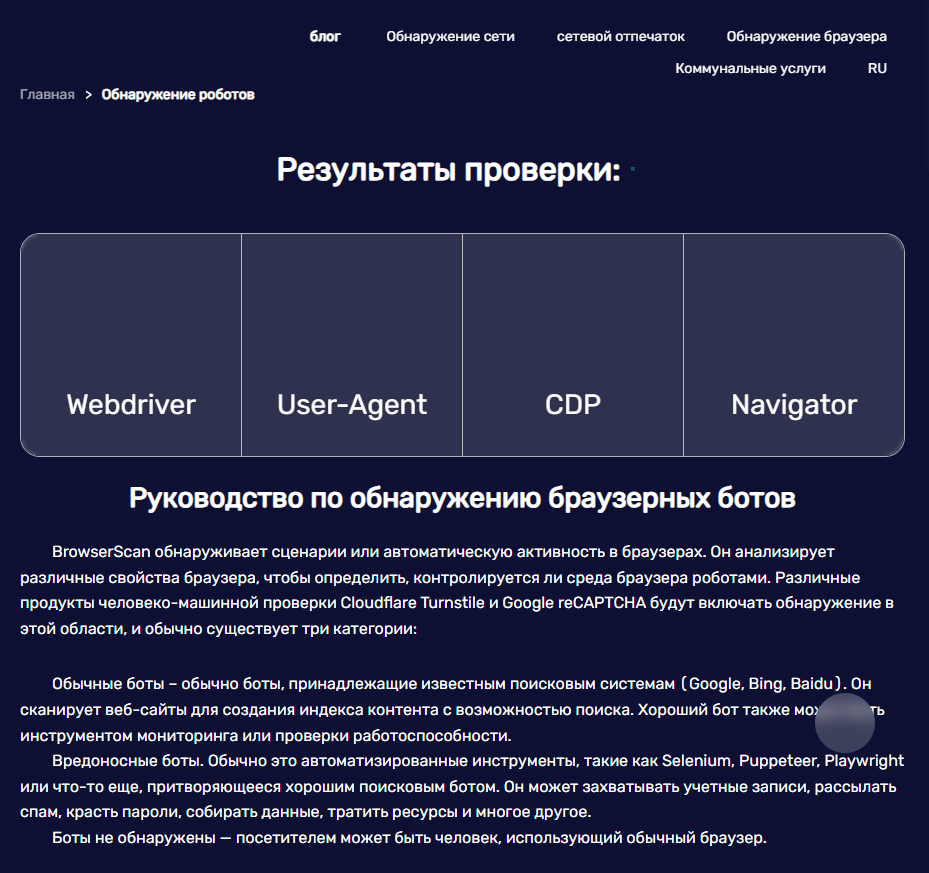 блог Обнаружение сети сетевой отпечаток Обнаружение браузера
Коммунальные услуги RU
Главная > Обнаружение роботов
Результаты проверки:
Webdriver User-Agent CDP Navigator
Руководство по обнаружению браузерных ботов
BrowserScan обнаруживает сценарии или автоматическую активность в браузерах. Он анализирует
различные свойства браузера, чтобы определить, контролируется ли среда браузера роботами. Различные
продукты человеко-машинной проверки Cloudflare Turnstile и Google reCAPTCHA будут включать обнаружение в
этой области, и обычно существует три категории:
Обычные боты – обычно боты, принадлежащие известным поисковым системам (Google, Bing, Baidu). Он
сканирует веб-сайты для создания индекса контента с возможностью поиска. Хороший бот также
инструментом мониторинга или проверки работоспособности.
Вредоносные боты. Обычно это автоматизированные инструменты, такие как Selenium, Puppeteer, Playwright
или что-то еще, притворяющееся хорошим поисковым ботом. Он может захватывать учетные записи, рассылать
спам, красть пароли, собирать данные, тратить ресурсы и многое другое.
Боты не обнаружены — посетителем может быть человек, использующий обычный браузер.